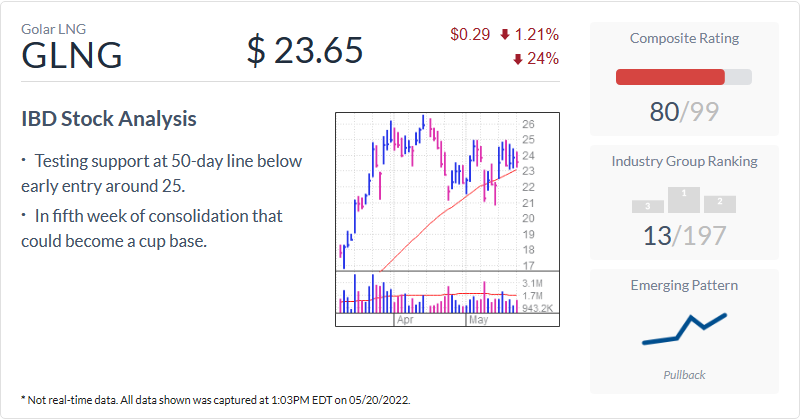 Golar LNG
GLNG
$ 23.65
$0.29 1.21%
24%
IBD Stock Analysis
· Testing support at 50-day line below
early entry around 25.
· In fifth week of consolidation that
could become a cup base.
26
25
24
23
22
21
20
19
18
17
3.1M
1.7M
943.2K
Apr
May
Composite Rating
80/99
Industry Group Ranking
3 1 2
13/197
Emerging Pattern
Pullback
* Not real-time data. All data shown was captured at 1:03PM EDT on 05/20/2022.